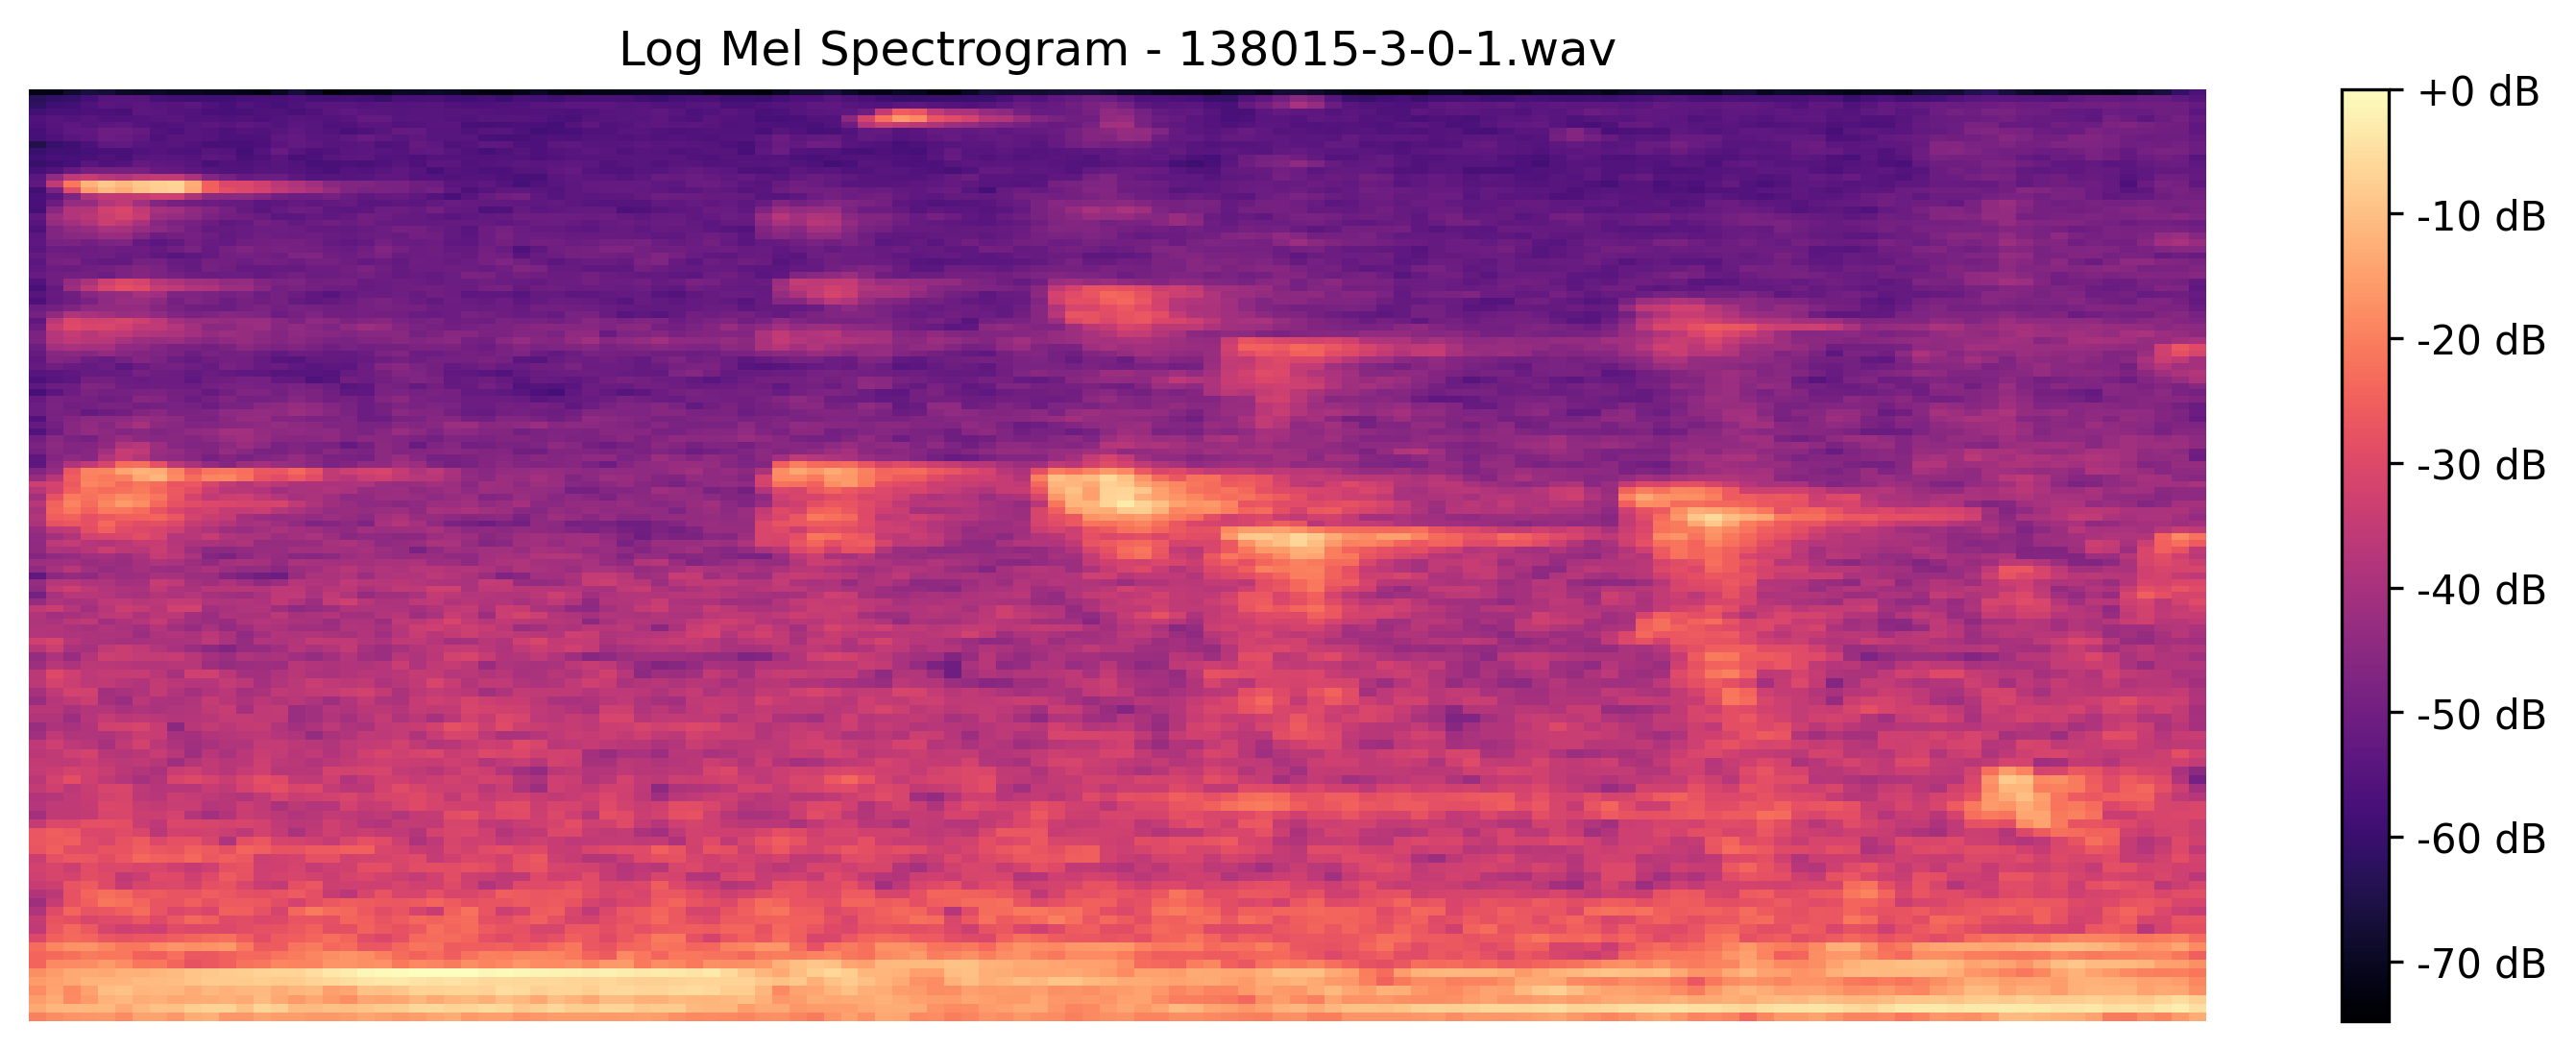 Log Mel Spectrogram - 138015-3-0-1.wav
+0 dB
-10 dB
-20 dB
-30 dB
-40 dB
-50 dB
-60 dB
-70 dB